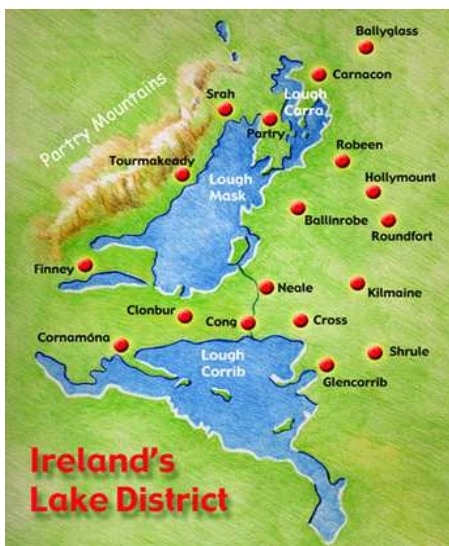 Ballyglass
Carnacon
Lough
Carra
Srah
Partry
Partry Mountains
Robeen
Tourmakeady
Lough
Mask
Hollymount
Ballinrobe
Roundfort
Finney
Neale
Kilmaine
Clonbur
Cong
Cross
Cornamóna
Lough
Corrib
Shrule
Glencorrib
Ireland's
Lake District